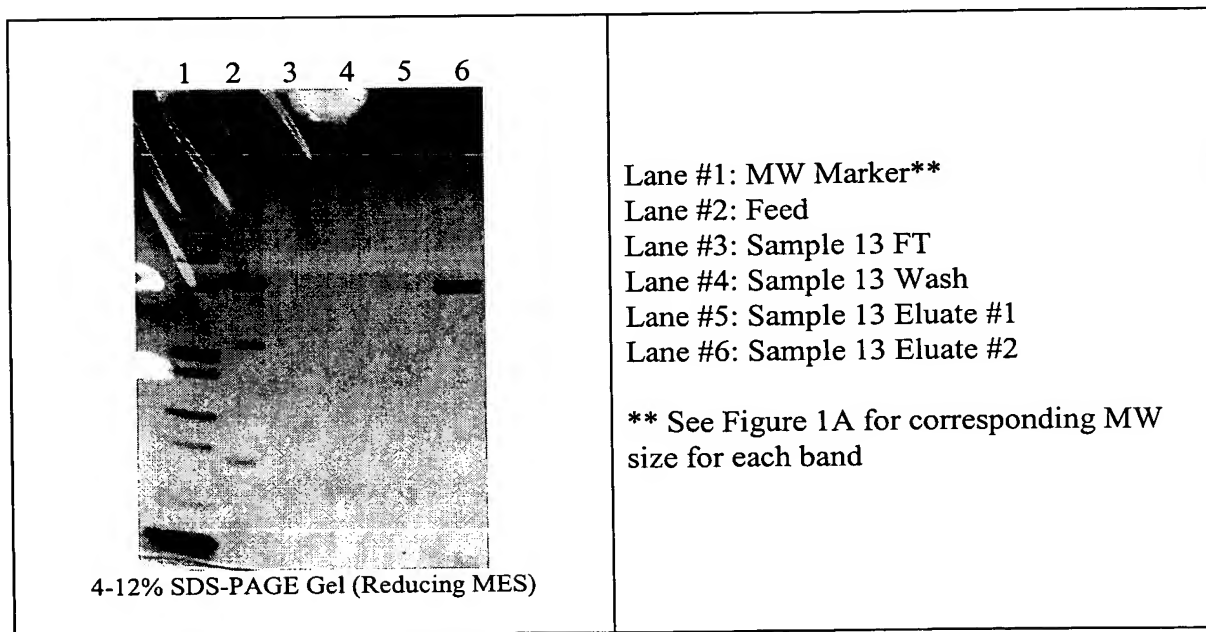 1 2 3 4 5 6
4-12% SDS-PAGE Gel (Reducing MES)
Lane #1: MW Marker**
Lane #2: Feed
Lane #3: Sample 13 FT
Lane #4: Sample 13 Wash
Lane #5: Sample 13 Eluate #1
Lane #6: Sample 13 Eluate #2
** See Figure 1A for corresponding MW
size for each band